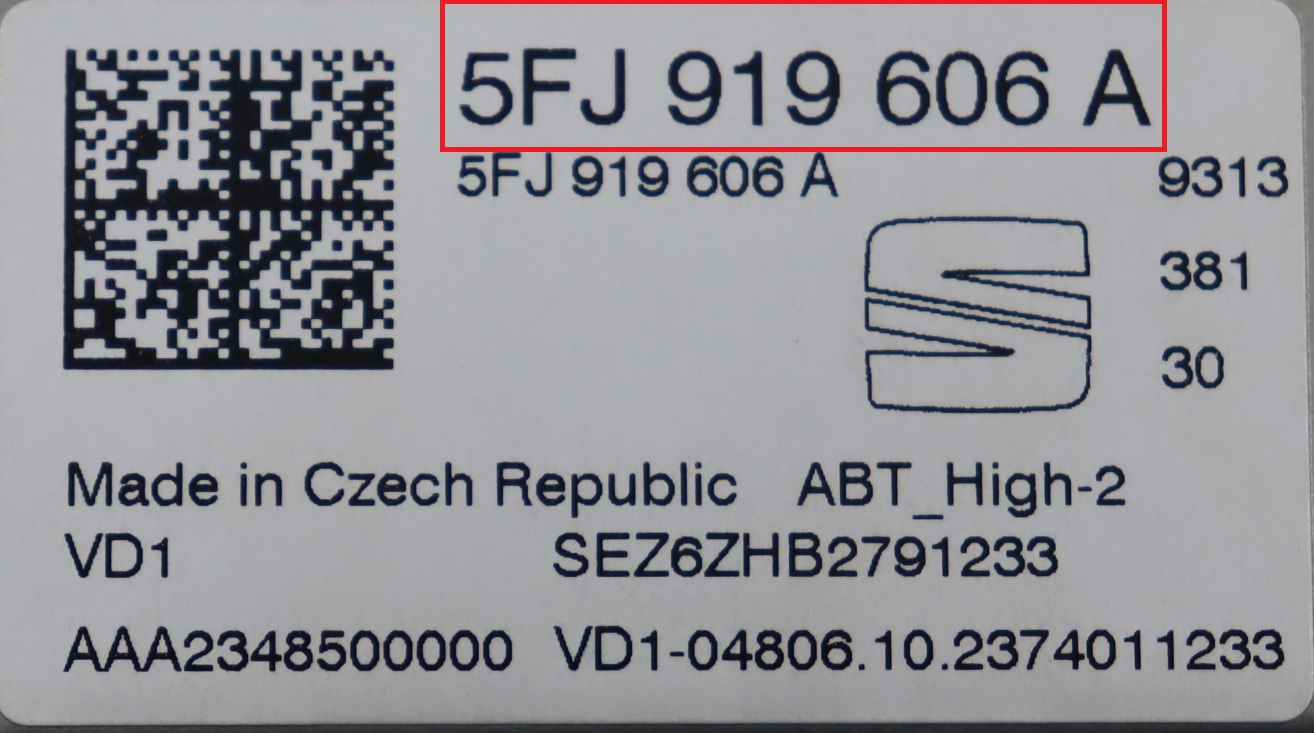 5FJ 919 606 A
5FJ 919 606 A 9313
381
30
Made in Czech Republic ABT_High-2
VD1 SEZ6ZHB2791233
AAA2348500000 VD1-04806.10.2374011233